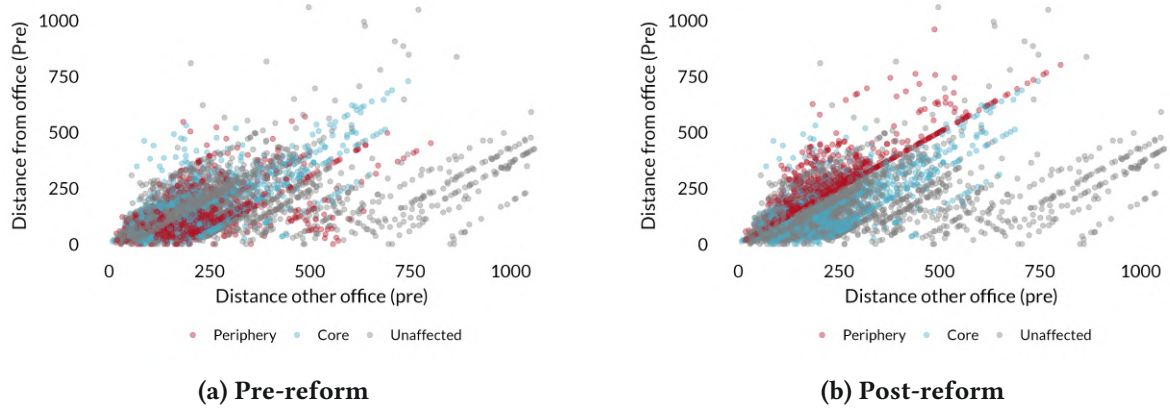 Distance from office (Pre)
1000
750
500
250
0
0 250 500 750 1000
Distance other office (pre)
Periphery Core Unaffected
(a) Pre-reform
Distance from office (Pre)
1000
750
500
250
0
0 250 500 750 1000
Distance other office (pre)
Periphery Core Unaffected
(b) Post-reform